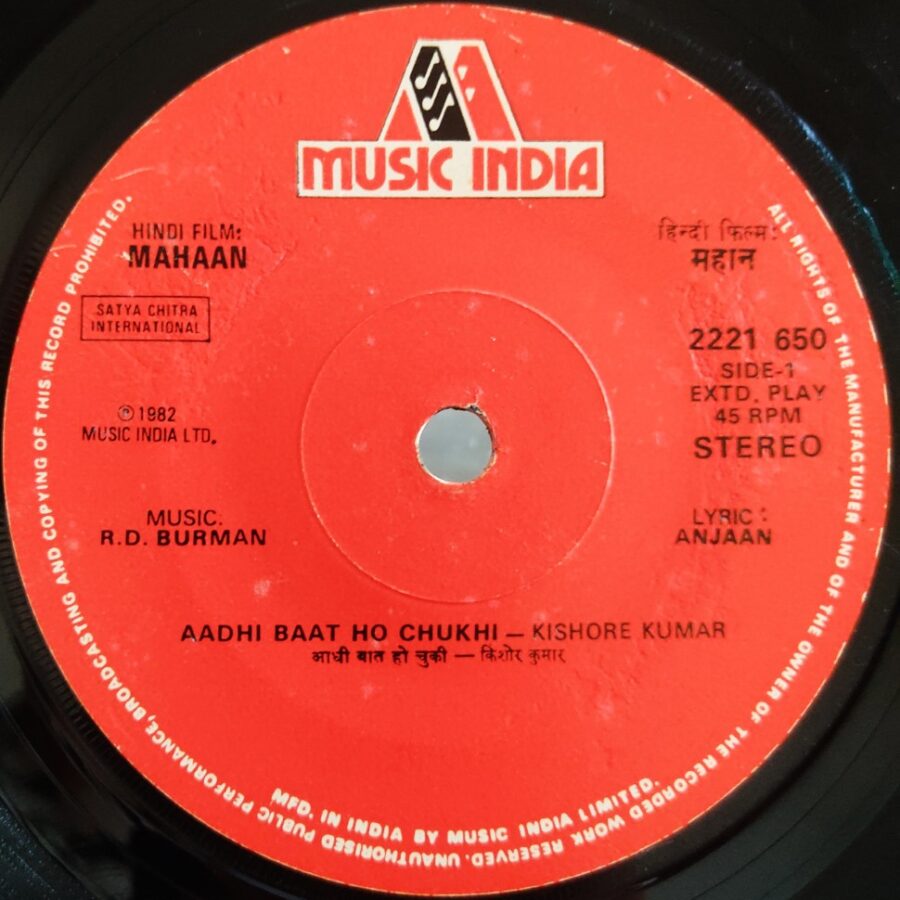 MUSIC INDIA
HINDI FILM:
MAHAAN
हिन्दी फिल्म:
महान
SATYA CHITRA
INTERNATIONAL
2221 650
SIDE-1
EXTD. PLAY
45 RPM
STEREO
℗1982
MUSIC INDIA LTD.
MUSIC:
R.D. BURMAN
LYRIC:
ANJAAN
AADHI BAAT HO CHUKHI — KISHORE KUMAR
आधी बात हो चुकी — किशोर कुमार
MFD. IN INDIA BY MUSIC INDIA LIMITED.
ALL RIGHTS OF THE MANUFACTURER AND OF THE OWNER OF THE RECORDED WORK RESERVED. UNAUTHORISED PUBLIC PERFORMANCE, BROADCASTING AND COPYING OF THIS RECORD PROHIBITED.